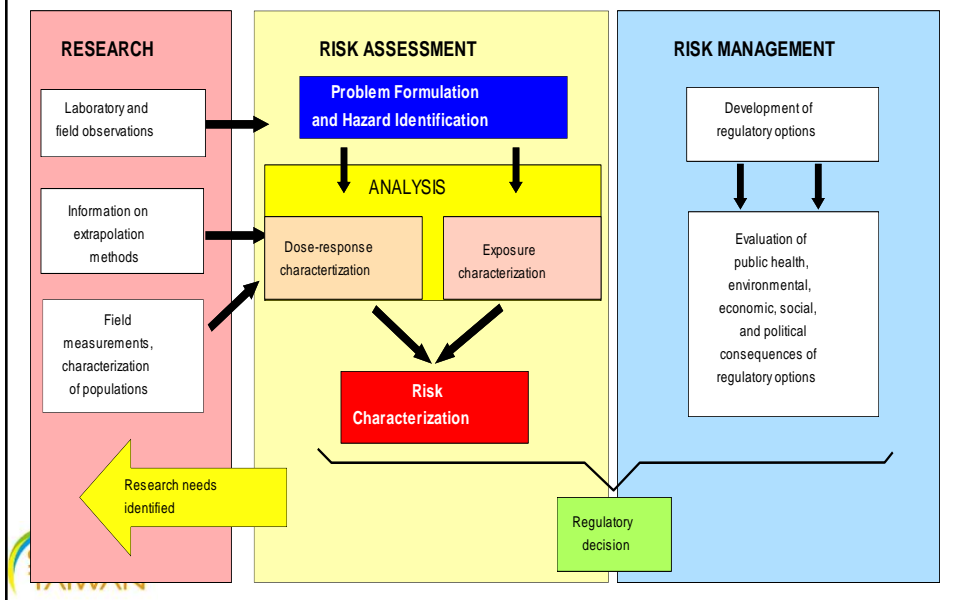 RESEARCH
Laboratory and
field observations
Information on
extrapolation
methods
Field
measurements,
characterization
of populations
Research needs
identified
RISK ASSESSMENT
Problem Formulation
and Hazard Identification
ANALYSIS
Dose-response
charactertization
Exposure
characterization
Risk
Characterization
Regulatory
decision
RISK MANAGEMENT
Development of
regulatory options
Evaluation of
public health,
environmental,
economic, social,
and political
consequences of
regulatory options
TAIWAN